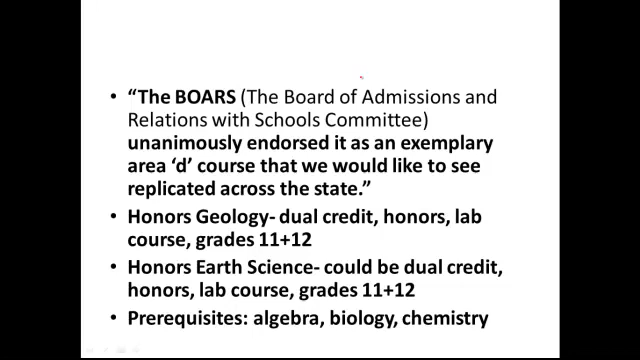 • “The BOARS (The Board of Admissions and
Relations with Schools Committee)
unanimously endorsed it as an exemplary
area ‘d’ course that we would like to see
replicated across the state.”
• Honors Geology- dual credit, honors, lab
course, grades 11+12
• Honors Earth Science- could be dual credit,
honors, lab course, grades 11+12
• Prerequisites: algebra, biology, chemistry